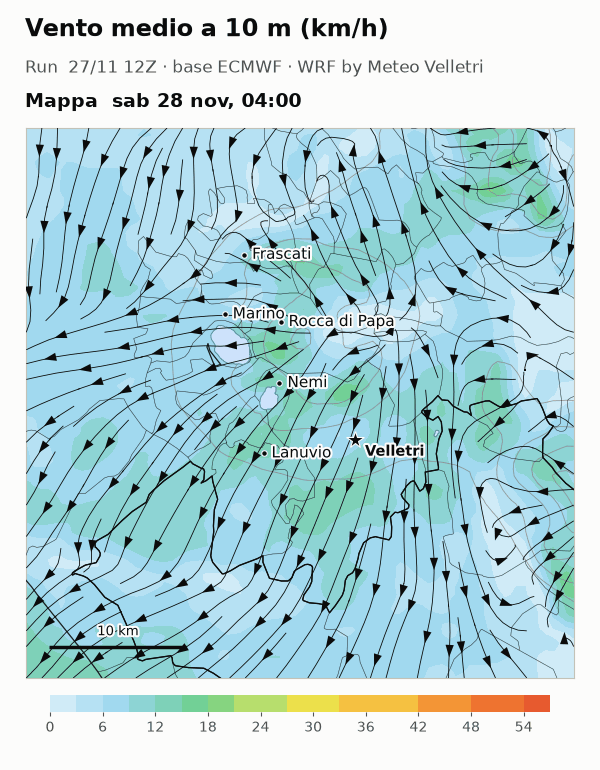 Vento medio a 10 m (km/h)
Run  27/11 12Z · base ECMWF · WRF by Meteo Velletri
Mappa  sab 28 nov, 04:00
Frascati
Marino
Rocca di Papa
Nemi
Velletri
Lanuvio
10 km
0 6 12 18 24 30 36 42 48 54